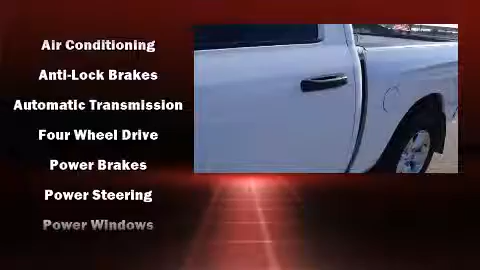 Air Conditioning
Anti-Lock Brakes
Automatic Transmission
Four Wheel Drive
Power Brakes
Power Steering
Power Windows